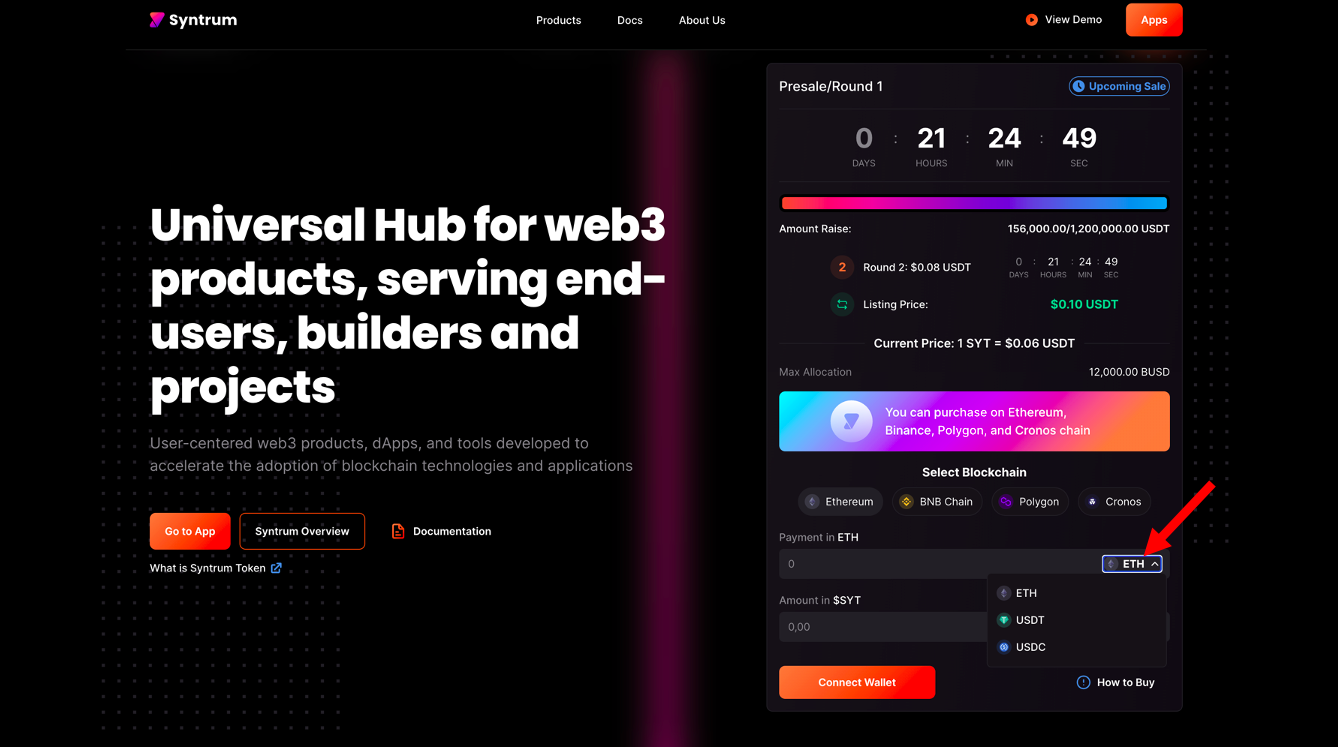 Syntrum
Products
Docs
About Us
View Demo
Apps
Universal Hub for web3
products, serving end-
users, builders and
projects
User-centered web3 products, dApps, and tools developed to
accelerate the adoption of blockchain technologies and applications
Go to App
Syntrum Overview
Documentation
What is Syntrum Token
Presale/Round 1
Upcoming Sale
0 : 21 : 24 : 49
DAYS HOURS MIN SEC
Amount Raise: 156,000.00/1,200,000.00 USDT
2 Round 2: $0.08 USDT
0 : 21 : 24 : 49
DAYS HOURS MIN SEC
Listing Price: $0.10 USDT
Current Price: 1 SYT = $0.06 USDT
Max Allocation 12,000.00 BUSD
You can purchase on Ethereum,
Binance, Polygon, and Cronos chain
Select Blockchain
Ethereum
BNB Chain
Polygon
Cronos
Payment in ETH
0
ETH
ETH
USDT
USDC
Amount in $SYT
0,00
Connect Wallet
How to Buy